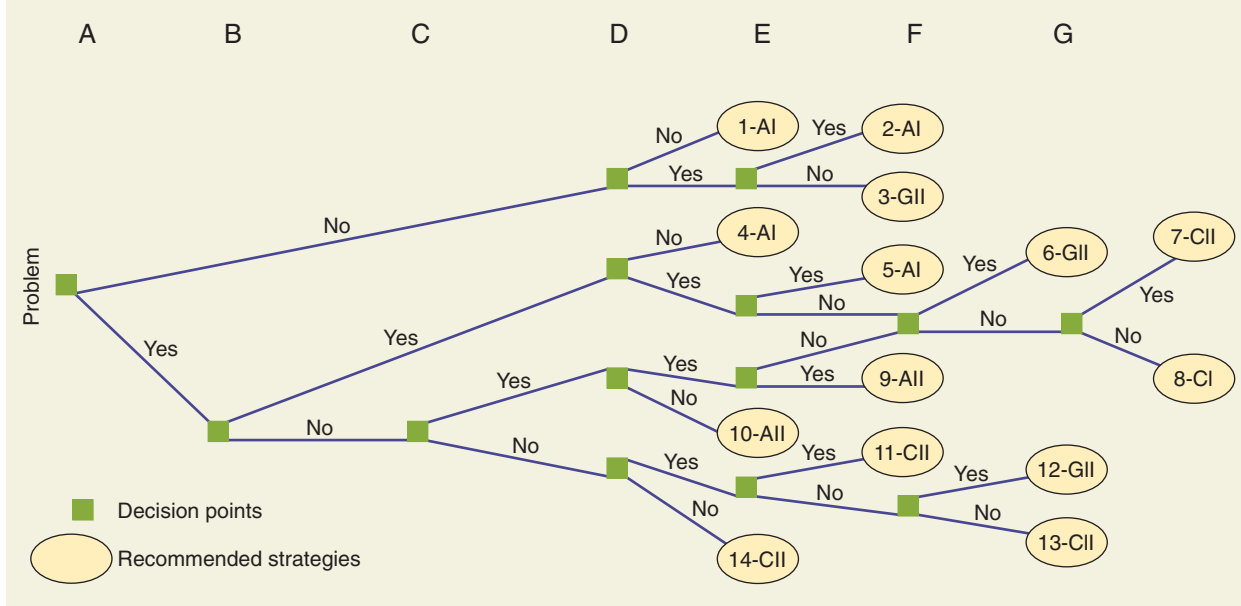 A B C D E F G
No
1-AI
Yes
2-AI
Yes
No
3-GII
No
No
4-AI
Yes
5-AI
Yes
No
Yes
6-GII
7-CII
Yes
No
No
8-CI
Problem
Yes
Yes
No
Yes
Yes
No
Yes
9-AII
No
10-AII
No
Yes
Yes
11-CII
No
Yes
12-GII
No
13-CII
No
14-CII
Decision points
Recommended strategies